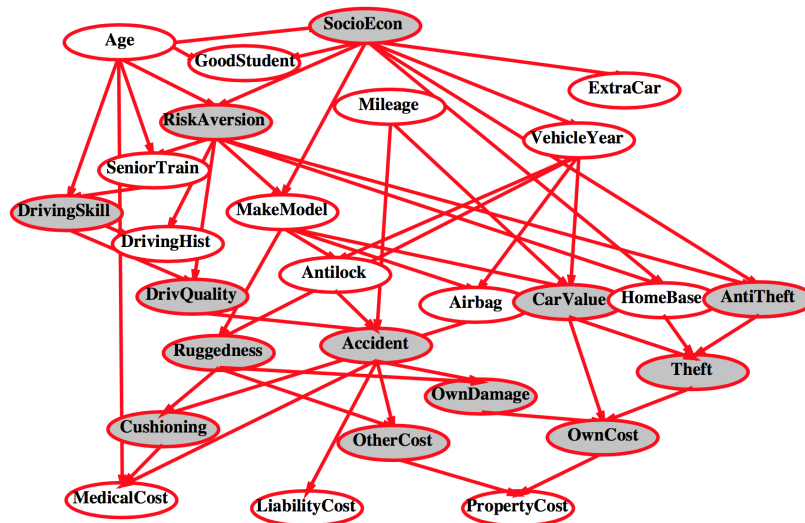 SocioEcon
Age
GoodStudent
ExtraCar
Mileage
RiskAversion
VehicleYear
SeniorTrain
DrivingSkill
MakeModel
DrivingHist
Antilock
DrivQuality
Airbag
CarValue
HomeBase
AntiTheft
Ruggedness
Accident
Theft
OwnDamage
Cushioning
OtherCost
OwnCost
MedicalCost
LiabilityCost
PropertyCost